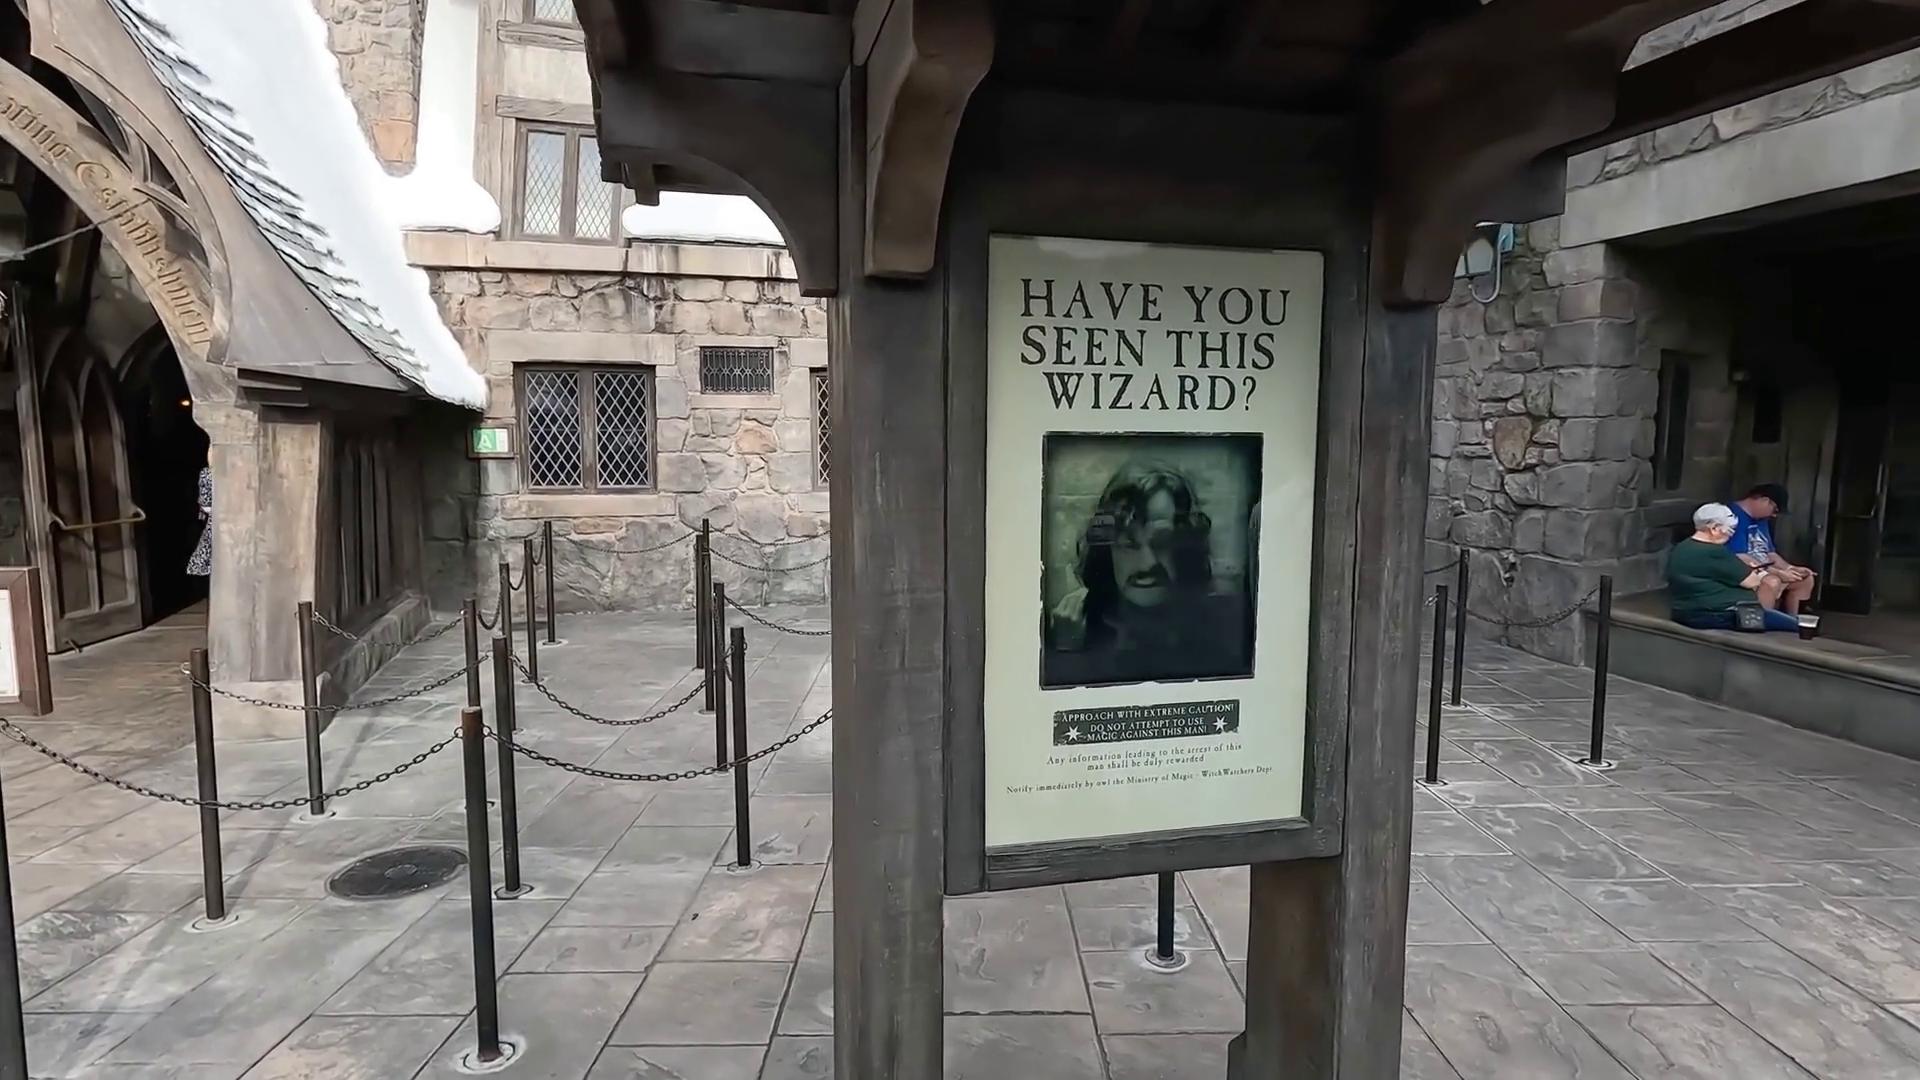 Establishment
A
HAVE YOU
SEEN THIS
WIZARD?
APPROACH WITH EXTREME CAUTION!
DO NOT ATTEMPT TO USE
MAGIC AGAINST THIS MAN!
Any information leading to the arrest of this
man shall be duly rewarded
Notify immediately by owl the Ministry of Magic - WitchWatchers Dept.